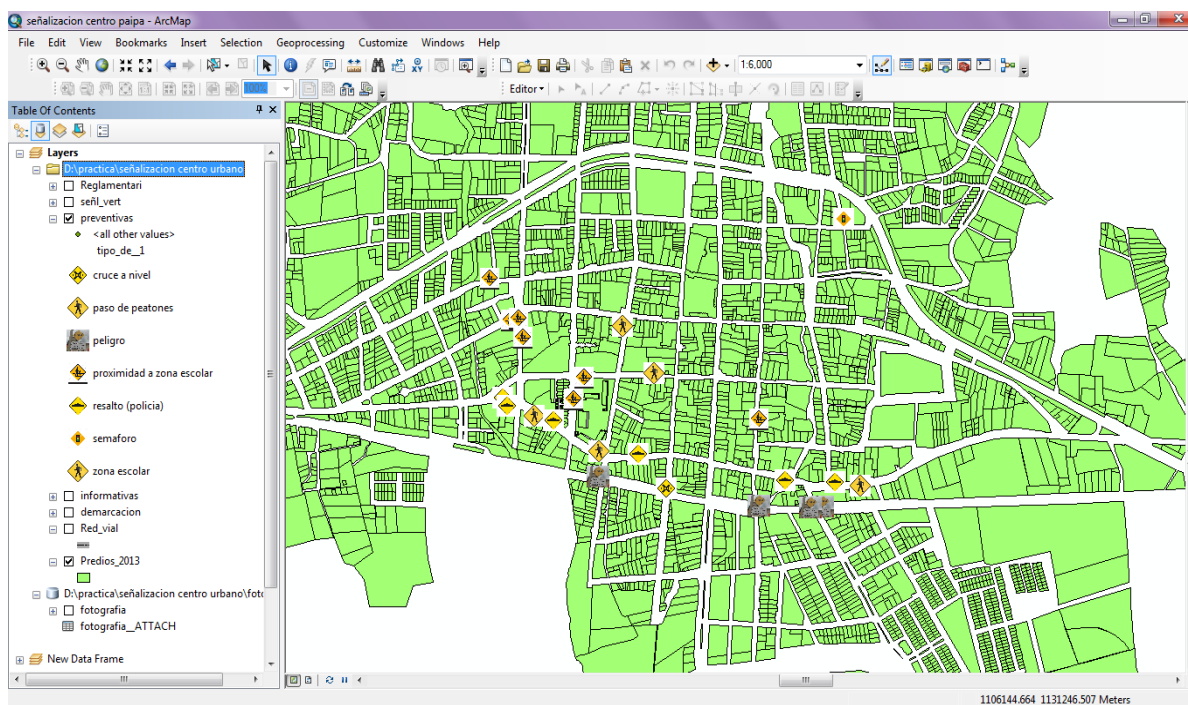 señalizacion centro paipa - ArcMap
File Edit View Bookmarks Insert Selection Geoprocessing Customize Windows Help
1:6,000
100%
Editor
Table Of Contents
Layers
D:\practica\señalizacion centro urbano
Reglamentari
señl_vert
preventivas
<all other values>
tipo_de__1
cruce a nivel
paso de peatones
peligro
proximidad a zona escolar
resalto (policia)
semaforo
zona escolar
informativas
demarcacion
Red_vial
Predios_2013
D:\practica\señalizacion centro urbano\foto
fotografia
fotografia__ATTACH
New Data Frame
1106144.664 1131246.507 Meters